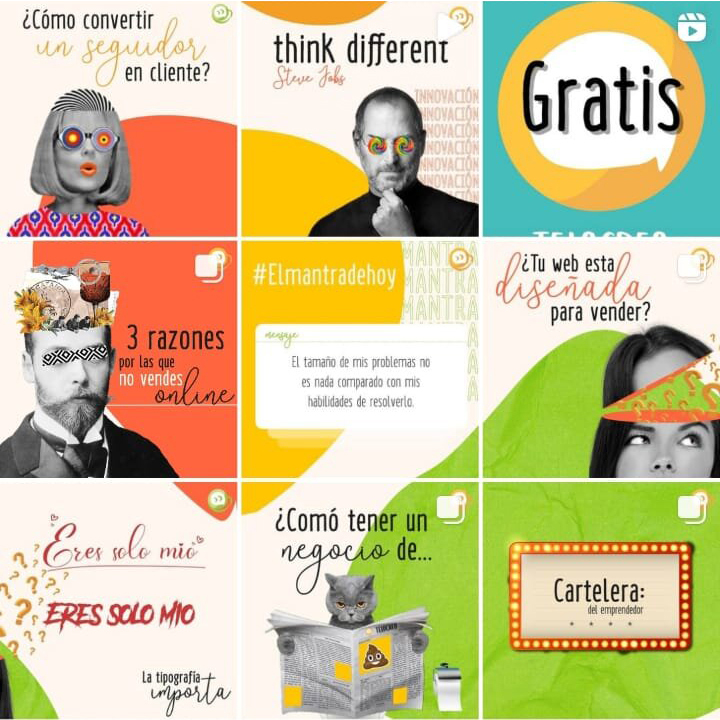 ¿Cómo convertir
un seguidor
en cliente?
think different
Steve Jobs
INNOVACIÓN
INNOVACIÓN
INNOVACIÓN
INNOVACIÓN
INNOVACIÓN
INNOVACIÓN
INNOVACIÓN
Gratis
3 razones
por las que
no vendes
online
#Elmantradehoy
MANTRA
MANTRA
MANTRA
MANTRA
A
A
A
mensaje
El tamaño de mis problemas no
es nada comparado con mis
habilidades de resolverlo.
¿Tu web esta
diseñada
para vender?
Eres solo mío
ERES SOLO MIO
La tipografía
importa
¿Comó tener un
negocio de...
Cartelera:
del emprendedor